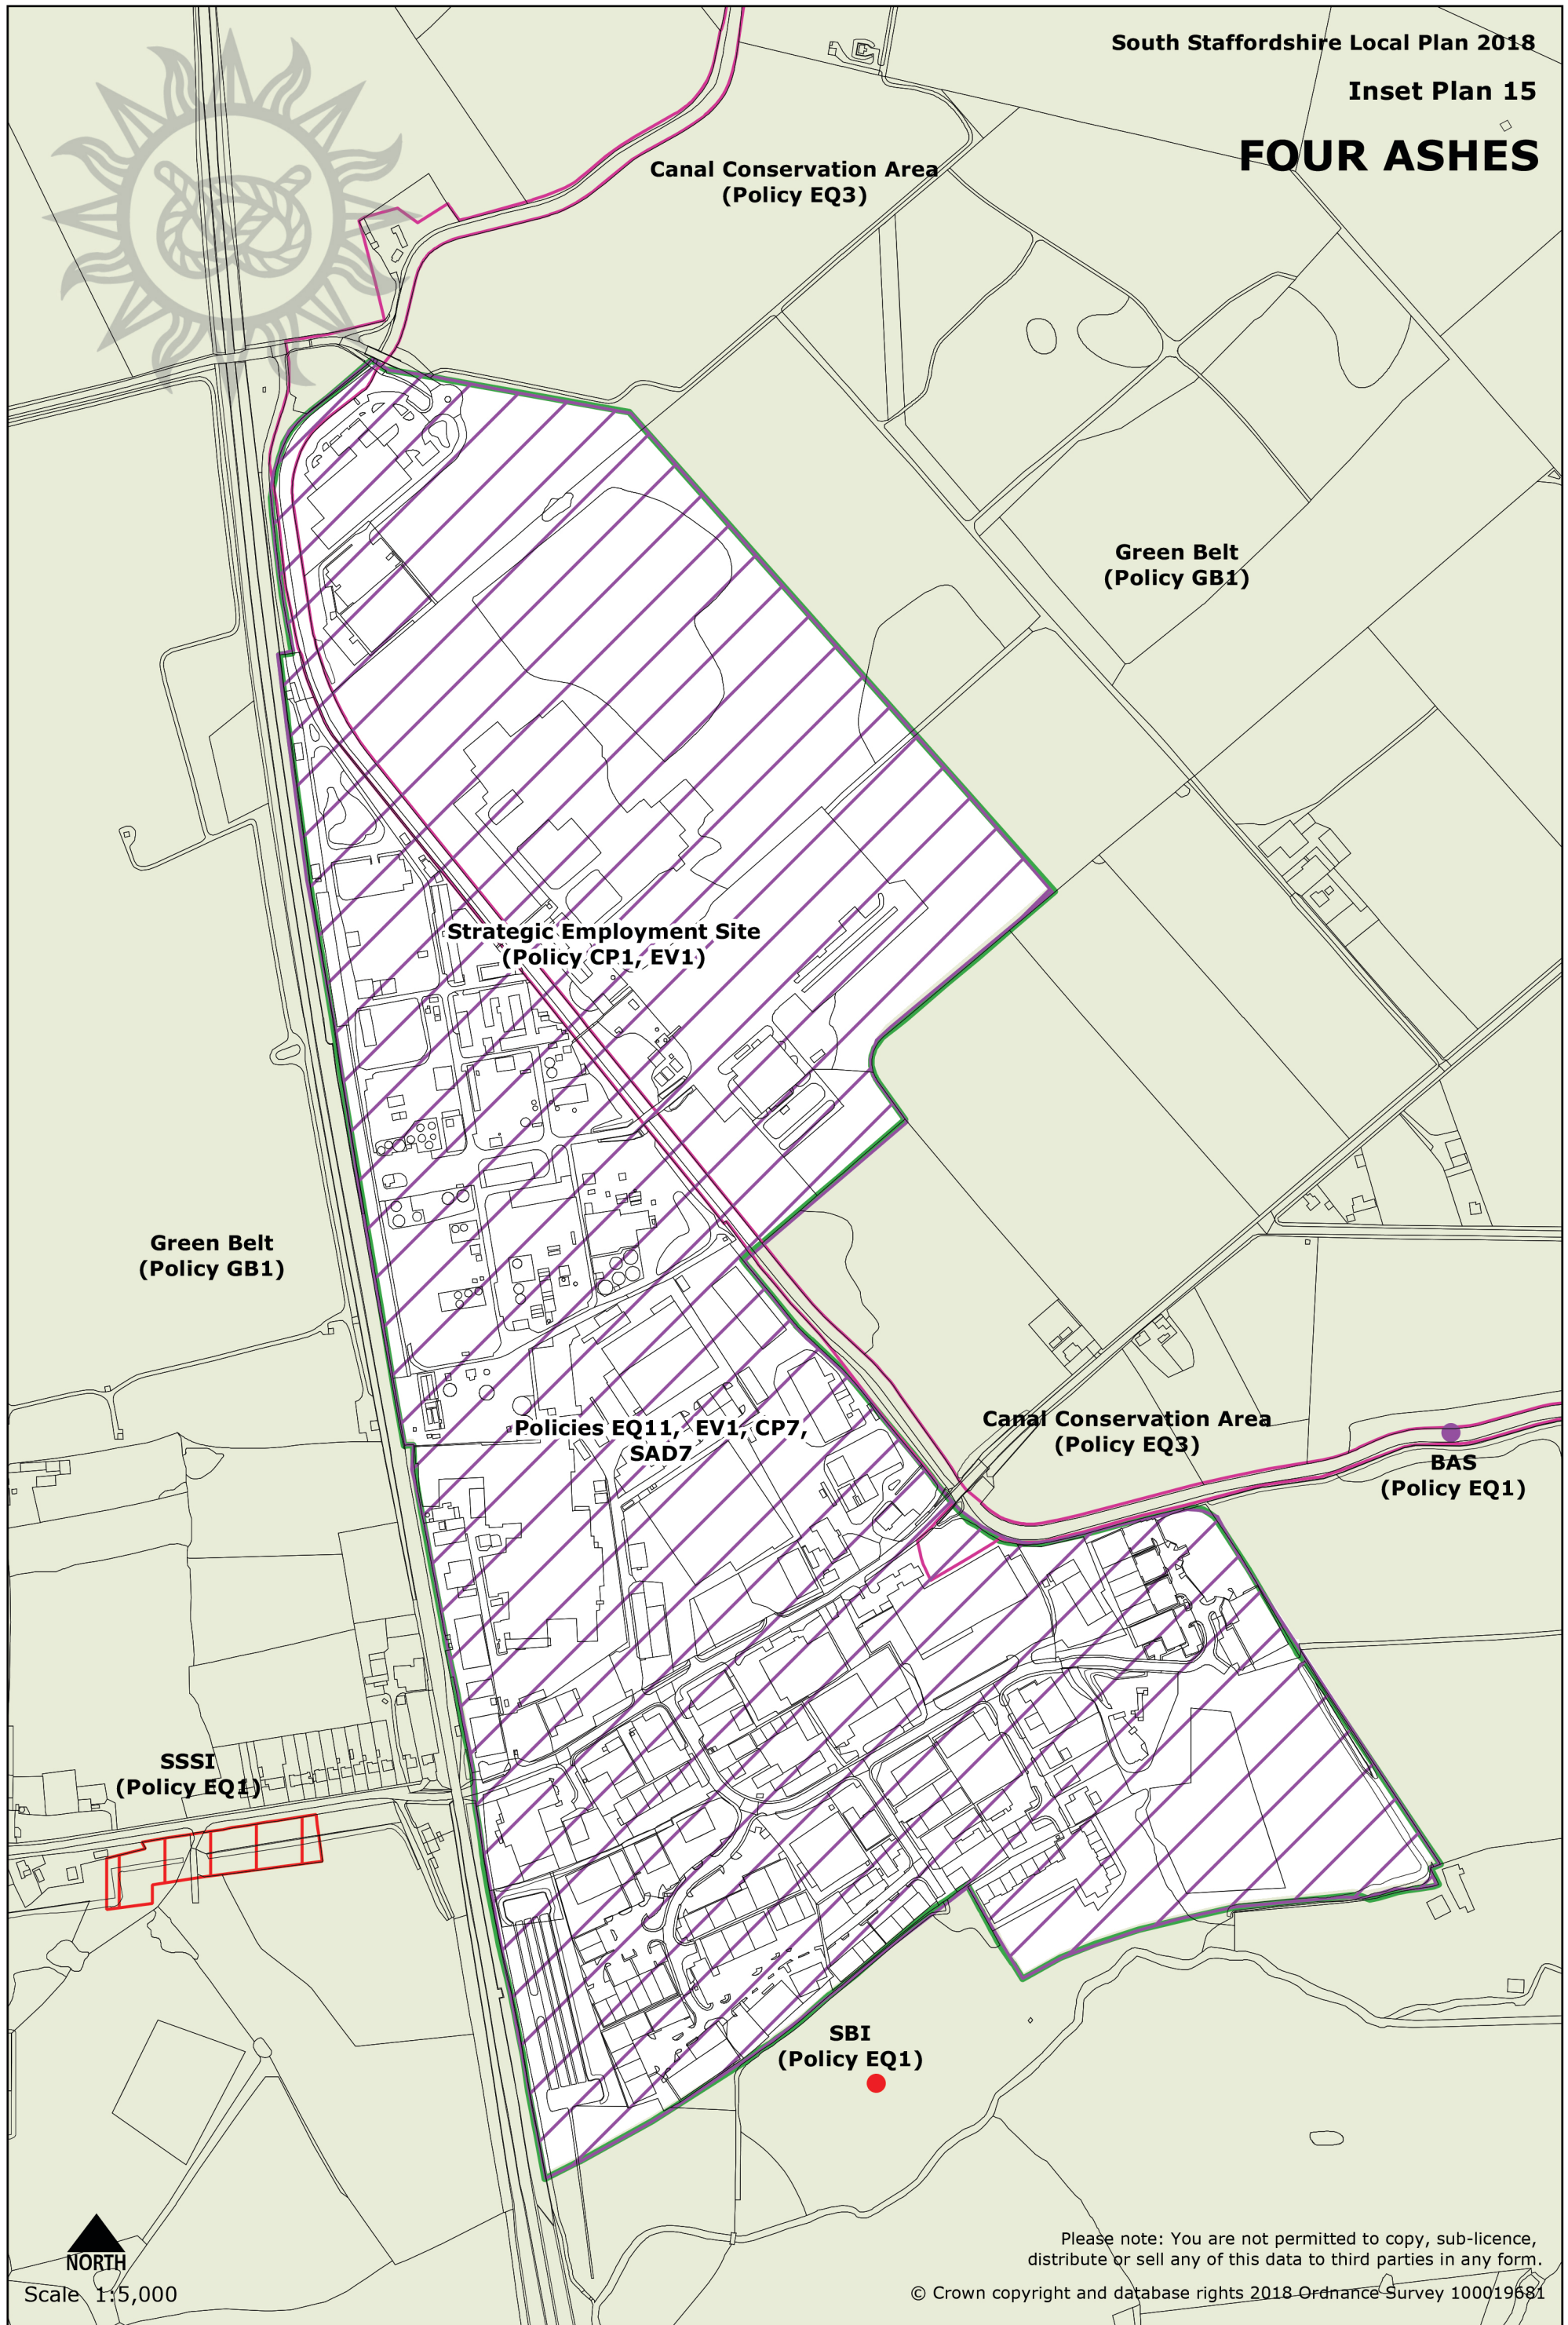 South Staffordshire Local Plan 2018
Inset Plan 15
FOUR ASHES
Canal Conservation Area
(Policy EQ3)
Green Belt
(Policy GB1)
Strategic Employment Site
(Policy CP1, EV1)
Green Belt
(Policy GB1)
Policies EQ11, EV1, CP7,
SAD7
Canal Conservation Area
(Policy EQ3)
BAS
(Policy EQ1)
SSSI
(Policy EQ1)
SBI
(Policy EQ1)
NORTH
Scale 1:5,000
Please note: You are not permitted to copy, sub-licence,
distribute or sell any of this data to third parties in any form.
© Crown copyright and database rights 2018 Ordnance Survey 100019681